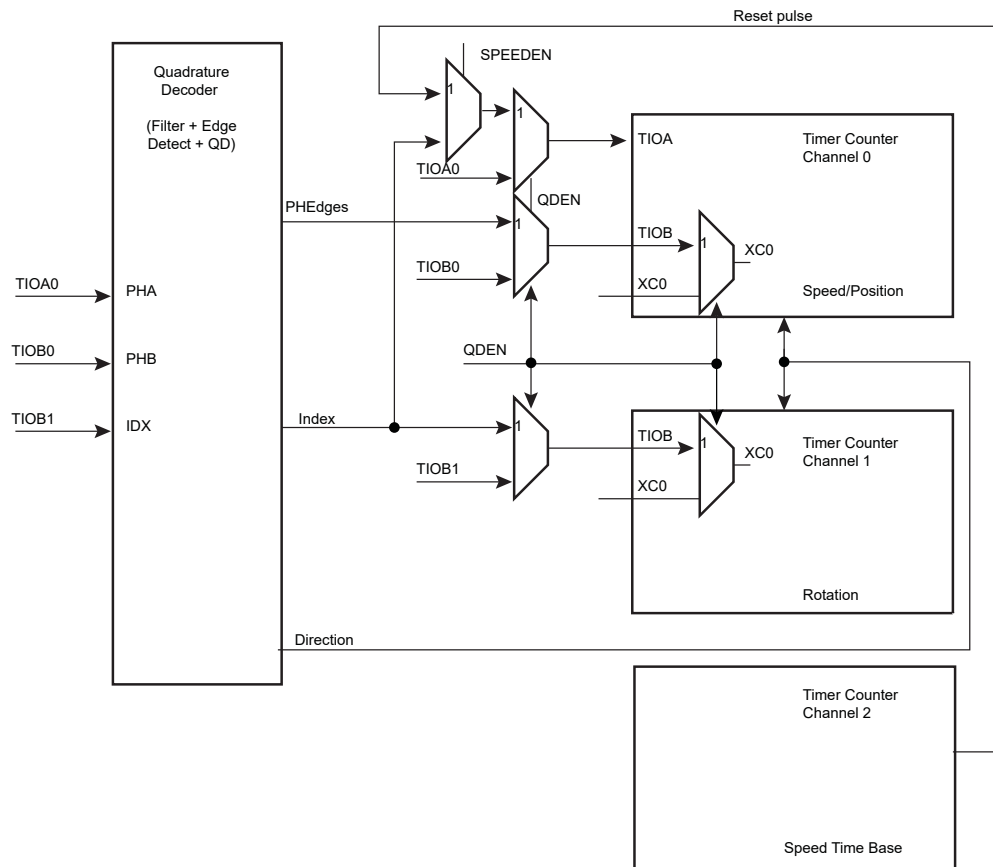 Reset pulse
SPEEDEN
Quadrature
Decoder
(Filter + Edge
Detect + QD)
1
1
TIOA
Timer Counter
Channel 0
TIOA0
QDEN
PHEdges
1
TIOB
1
XC0
TIOB0
XC0
Speed/Position
TIOA0
PHA
QDEN
TIOB0
PHB
TIOB1
IDX
Index
1
TIOB
1
XC0
Timer Counter
Channel 1
TIOB1
XC0
Rotation
Direction
Timer Counter
Channel 2
Speed Time Base